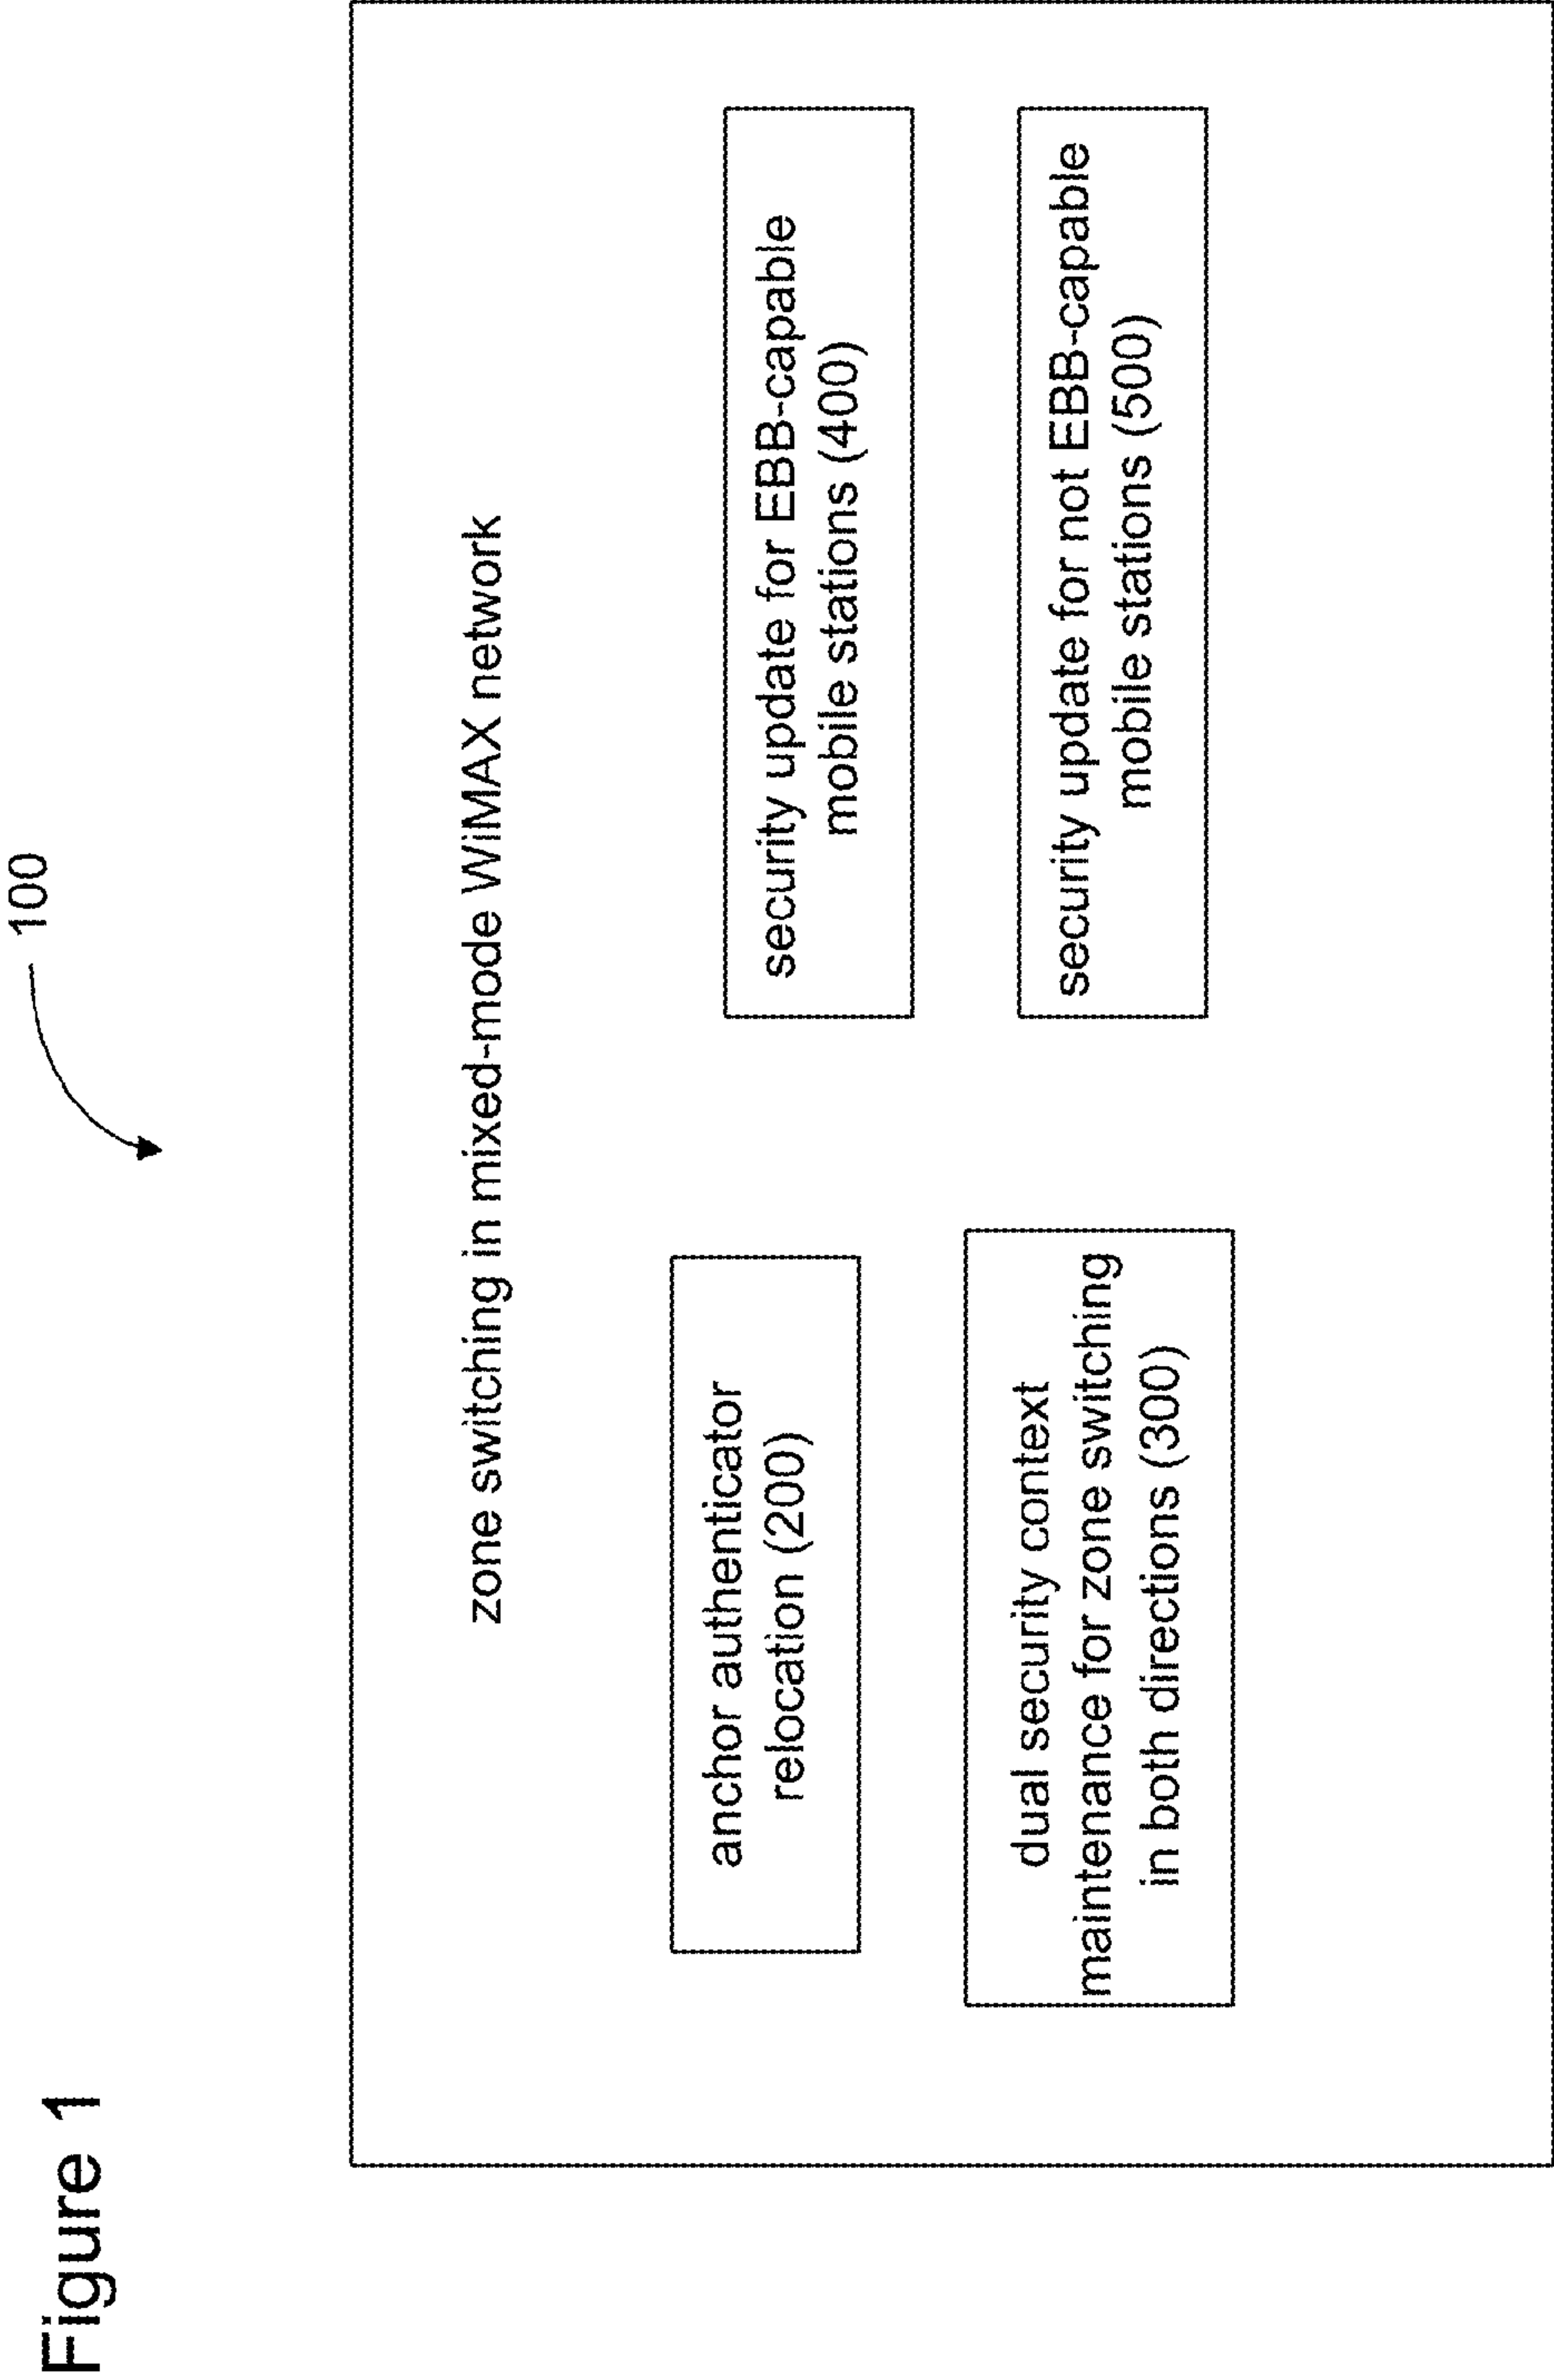 Figure 1
100
zone switching in mixed-mode WiMAX network
anchor authenticator
relocation (200)
dual security context
maintenance for zone switching
in both directions (300)
security update for EBB-capable
mobile stations (400)
security update for not EBB-capable
mobile stations (500)